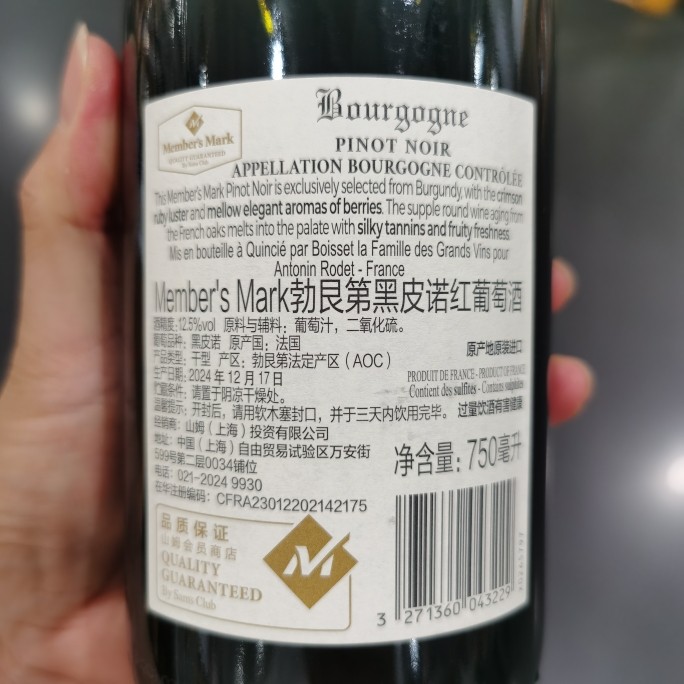 Bourgogne
PINOT NOIR
APPELLATION BOURGOGNE CONTRÔLÉE
Member's Mark
QUALITY GUARANTEED
By Sam's Club
This Member's Mark Pinot Noir is exclusively selected from Burgundy, with the crimson
ruby luster and mellow elegant aromas of berries. The supple round wine aging from
the French oaks melts into the palate with silky tannins and fruity freshness.
Mis en bouteille à Quincié par Boisset la Famille des Grands Vins pour
Antonin Rodet - France
Member's Mark勃艮第黑皮诺红葡萄酒
酒精度: 12.5%vol 原料与辅料: 葡萄汁，二氧化硫。
葡萄品种: 黑皮诺 原产国: 法国
产品类型: 干型 产区: 勃艮第法定产区（AOC）
生产日期: 2024 年 12 月 17 日
贮藏条件: 请置于阴凉干燥处。
温馨提示: 开封后，请用软木塞封口，并于三天内饮用完毕。 过量饮酒有害健康
经销商: 山姆（上海）投资有限公司
地址: 中国（上海）自由贸易试验区万安街
599号第二层0034铺位
电话: 021-2024 9930
在华注册编码: CFRA23012202142175
原产地原装进口
PRODUIT DE FRANCE - PRODUCT OF FRANCE
Contient des sulfites - Contains sulphites
净含量: 750毫升
品质保证
山姆会员商店
QUALITY
GUARANTEED
By Sam's Club
3 271360 043229